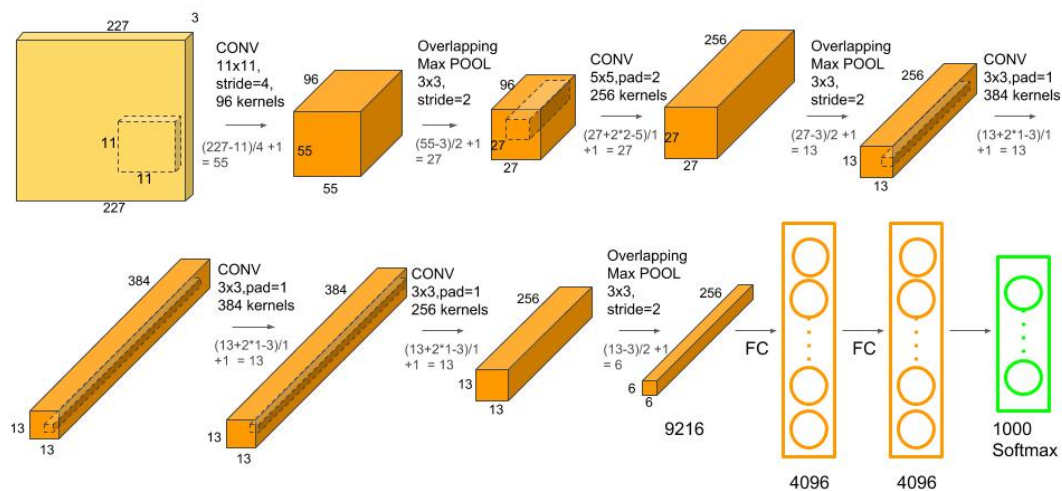 227
3
11
11
227
CONV
11x11,
stride=4,
96 kernels
(227-11)/4 +1
= 55
96
55
55
Overlapping
Max POOL
3x3,
stride=2
(55-3)/2 +1
= 27
96
27
27
CONV
5x5,pad=2
256 kernels
(27+2*2-5)/1
+1 = 27
256
27
27
Overlapping
Max POOL
3x3,
stride=2
(27-3)/2 +1
= 13
256
13
13
CONV
3x3,pad=1
384 kernels
(13+2*1-3)/1
+1 = 13
384
13
13
CONV
3x3,pad=1
384 kernels
(13+2*1-3)/1
+1 = 13
384
13
13
CONV
3x3,pad=1
256 kernels
(13+2*1-3)/1
+1 = 13
256
13
13
Overlapping
Max POOL
3x3,
stride=2
(13-3)/2 +1
= 6
256
6
6
9216
FC
4096
FC
4096
1000
Softmax